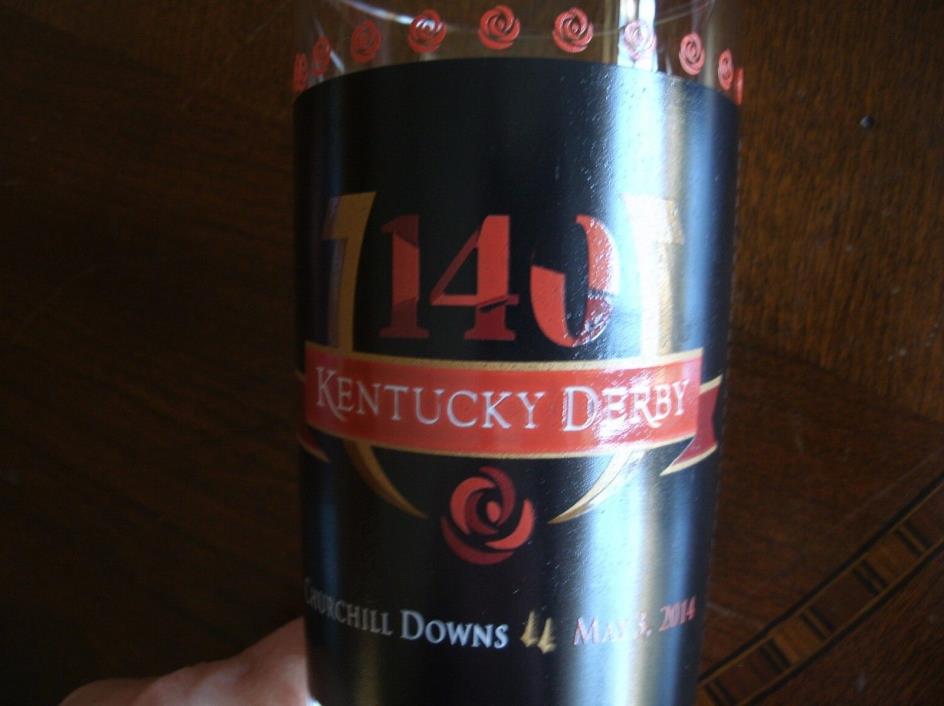 140
KENTUCKY DERBY
CHURCHILL DOWNS MAY 3, 2014